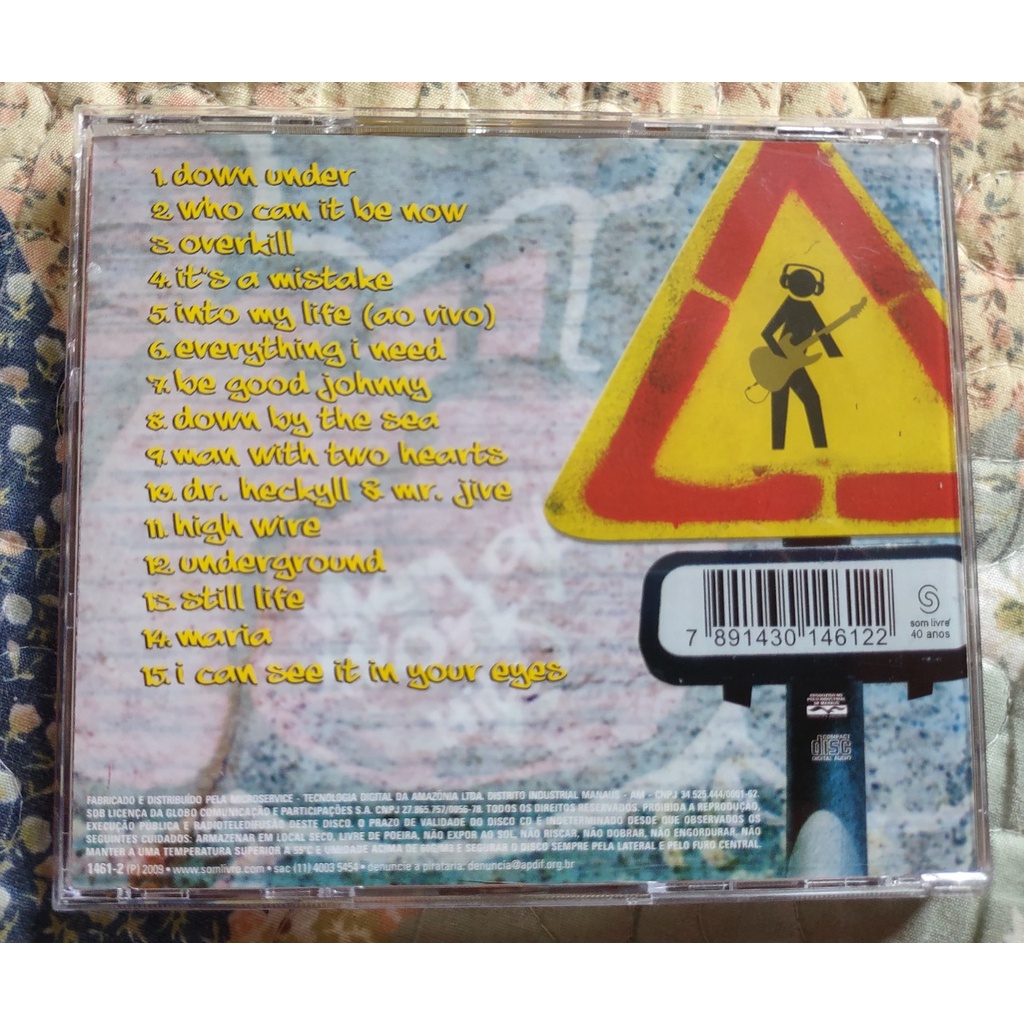 1. down under
2. who can it be now
3. overkill
4. it's a mistake
5. into my life (ao vivo)
6. everything i need
7. be good johnny
8. down by the sea
9. man with two hearts
10. dr. heckyll & mr. jive
11. high wire
12. underground
13. still life
14. maria
15. i can see it in your eyes
7 891430 146122
som livre
40 anos
COMPACT
disc
DIGITAL AUDIO
FABRICADO E DISTRIBUÍDO PELA MICROSERVICE - TECNOLOGIA DIGITAL DA AMAZÔNIA LTDA. DISTRITO INDUSTRIAL MANAUS - AM - CNPJ 34.525.444/0001-52.
SOB LICENÇA DA GLOBO COMUNICAÇÃO E PARTICIPAÇÕES S.A. CNPJ 27.865.757/0056-78. TODOS OS DIREITOS RESERVADOS. PROIBIDA A REPRODUÇÃO,
EXECUÇÃO PÚBLICA E RADIOTELEDIFUSÃO DESTE DISCO. O PRAZO DE VALIDADE DO DISCO CD É INDETERMINADO DESDE QUE OBSERVADOS OS
SEGUINTES CUIDADOS: ARMAZENAR EM LOCAL SECO, LIVRE DE POEIRA, NÃO EXPOR AO SOL, NÃO RISCAR, NÃO DOBRAR, NÃO ENGORDURAR, NÃO
MANTER A UMA TEMPERATURA SUPERIOR A 55°C E UMIDADE ACIMA DE 60G/M3 E SEGURAR O DISCO SEMPRE PELA LATERAL E PELO FURO CENTRAL.
1461-2 (P) 2009 • www.somlivre.com • sac (11) 4003 5454 • denuncie a pirataria: denuncia@apdif.org.br